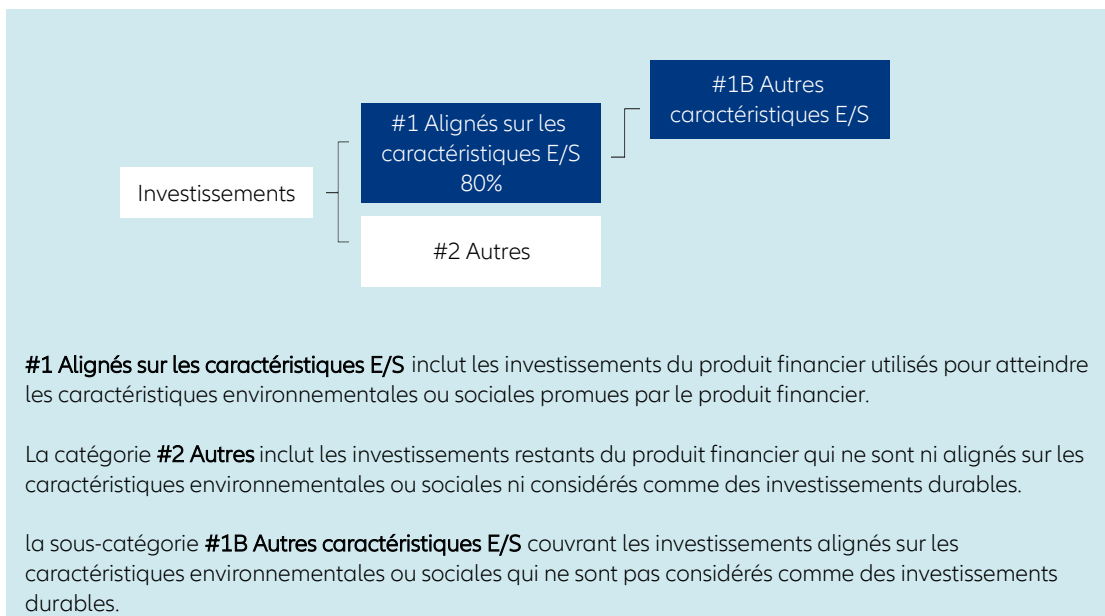 #1B Autres
caractéristiques E/S
#1 Alignés sur les
caractéristiques E/S
80%
Investissements
#2 Autres
#1 Alignés sur les caractéristiques E/S inclut les investissements du produit financier utilisés pour atteindre
les caractéristiques environnementales ou sociales promues par le produit financier.
La catégorie #2 Autres inclut les investissements restants du produit financier qui ne sont ni alignés sur les
caractéristiques environnementales ou sociales ni considérés comme des investissements durables.
la sous-catégorie #1B Autres caractéristiques E/S couvrant les investissements alignés sur les
caractéristiques environnementales ou sociales qui ne sont pas considérés comme des investissements
durables.